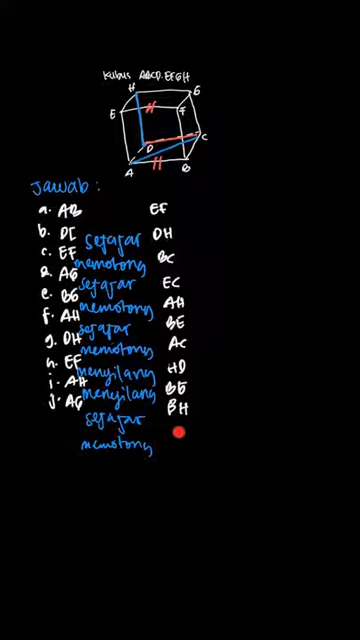 Kubus ABCD.EFGH
H G
E F
D C
A B
Jawab :
a. AB EF
b. DC sejajar DH
c. EF memotong BC
d. AG sejajar EC
e. BG memotong AH
f. AH sejajar BE
g. DH memotong AC
h. EF menyilang HD
i. AH menyilang BE
j. AG sejajar BH
memotong